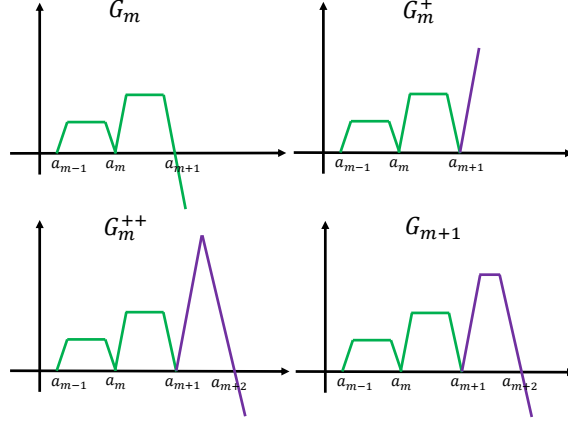 G_m
a_{m-1} a_m a_{m+1}
G_m^+
a_{m-1} a_m a_{m+1}
G_m^{++}
a_{m-1} a_m a_{m+1} a_{m+2}
G_{m+1}
a_{m-1} a_m a_{m+1} a_{m+2}